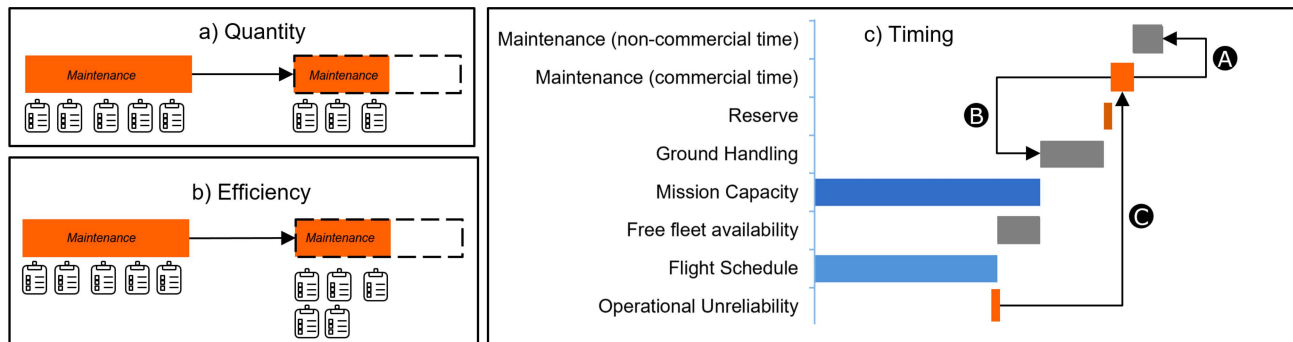 a) Quantity
Maintenance
Maintenance
b) Efficiency
Maintenance
Maintenance
c) Timing
Maintenance (non-commercial time)
Maintenance (commercial time)
Reserve
Ground Handling
Mission Capacity
Free fleet availability
Flight Schedule
Operational Unreliability
A
B
C